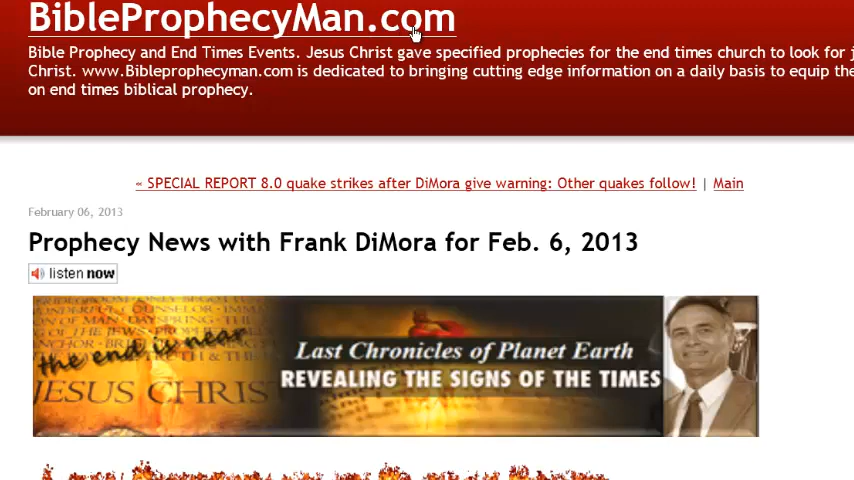 BibleProphecyMan.com
Bible Prophecy and End Times Events. Jesus Christ gave specified prophecies for the end times church to look for j
Christ. www.Bibleprophecyman.com is dedicated to bringing cutting edge information on a daily basis to equip the
on end times biblical prophecy.
« SPECIAL REPORT 8.0 quake strikes after DiMora give warning: Other quakes follow! | Main
February 06, 2013
Prophecy News with Frank DiMora for Feb. 6, 2013
listen now
the end is near
JESUS CHRIST
Last Chronicles of Planet Earth
REVEALING THE SIGNS OF THE TIMES